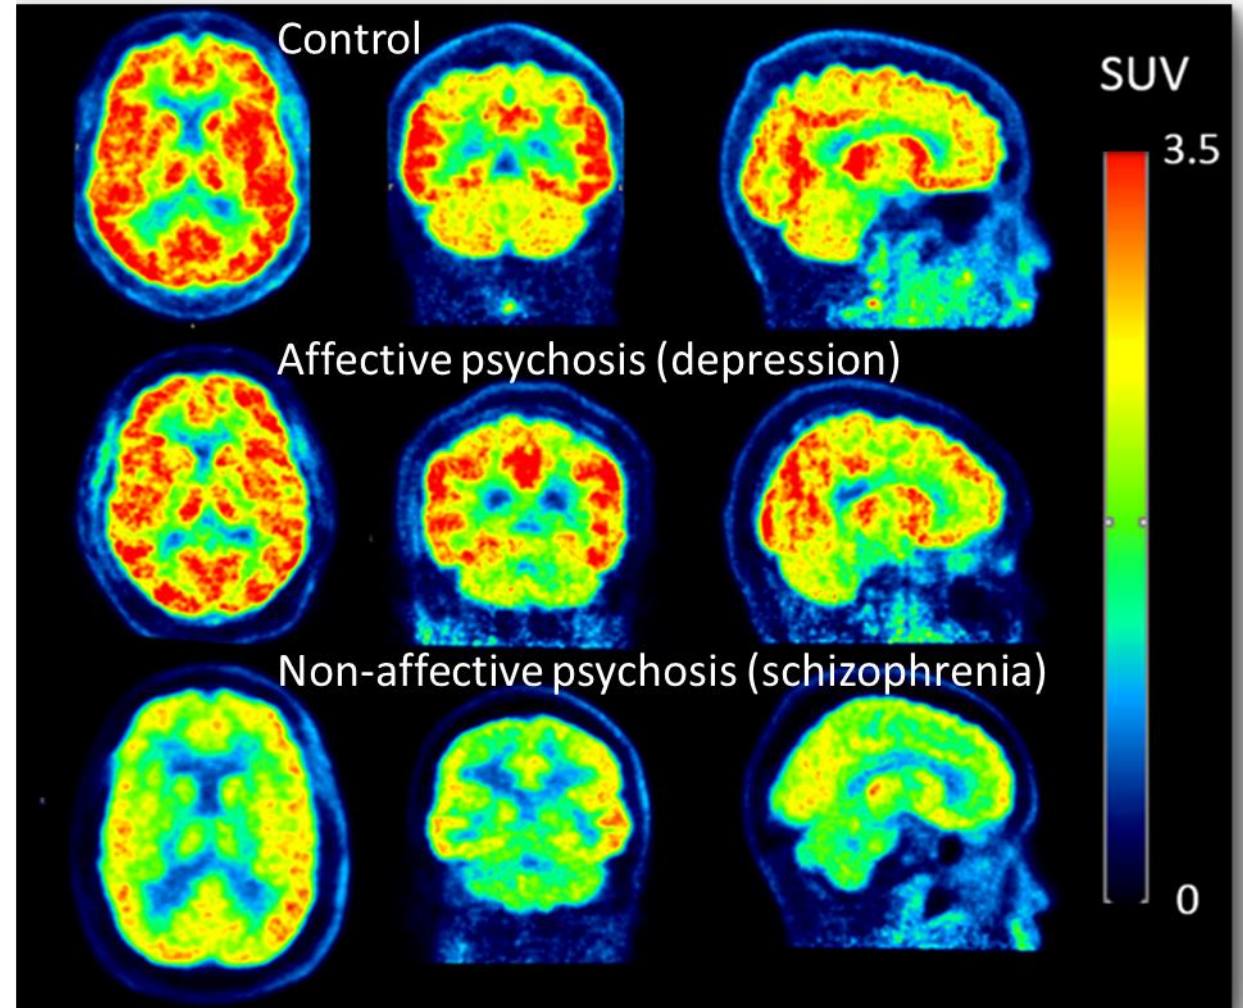 Control
SUV
3.5
Affective psychosis (depression)
Non-affective psychosis (schizophrenia)
0